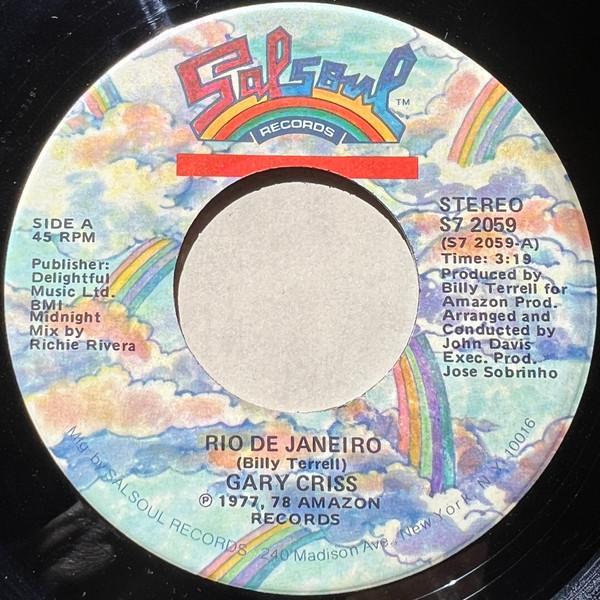 Salsoul TM
RECORDS
SIDE A
45 RPM
Publisher:
Delightful
Music Ltd.
BMI
Midnight
Mix by
Richie Rivera
STEREO
S7 2059
(S7 2059-A)
Time: 3:19
Produced by
Billy Terrell for
Amazon Prod.
Arranged and
Conducted by
John Davis
Exec. Prod.
Jose Sobrinho
RIO DE JANEIRO
(Billy Terrell)
GARY CRISS
℗ 1977, 78 AMAZON
RECORDS
Mfg. by SALSOUL RECORDS 240 Madison Ave., New York, N.Y. 10016